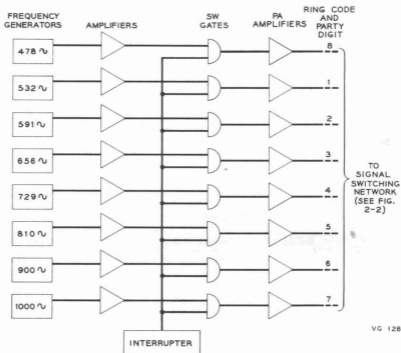 FREQUENCY
GENERATORS
AMPLIFIERS
SW
GATES
PA
AMPLIFIERS
RING CODE
AND
PARTY
DIGIT
478 ∿
8
532 ∿
1
591 ∿
2
656 ∿
3
729 ∿
4
810 ∿
5
900 ∿
6
1000 ∿
7
TO
SIGNAL
SWITCHING
NETWORK
(SEE FIG.
2-2)
INTERRUPTER
VG 128